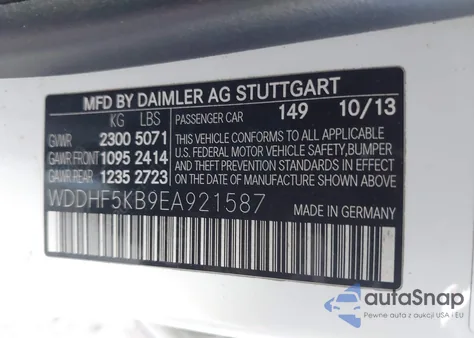 MFD BY DAIMLER AG STUTTGART
KG LBS
PASSENGER CAR 149 10/13
GVWR 2300 5071
GAWR.FRONT 1095 2414
GAWR.REAR 1235 2723
THIS VEHICLE CONFORMS TO ALL APPLICABLE
U.S. FEDERAL MOTOR VEHICLE SAFETY,BUMPER
AND THEFT PREVENTION STANDARDS IN EFFECT
ON THE DATE OF MANUFACTURE SHOWN ABOVE.
WDDHF5KB9EA921587
MADE IN GERMANY
autoSnap
Pewne auta z aukcji USA i EU